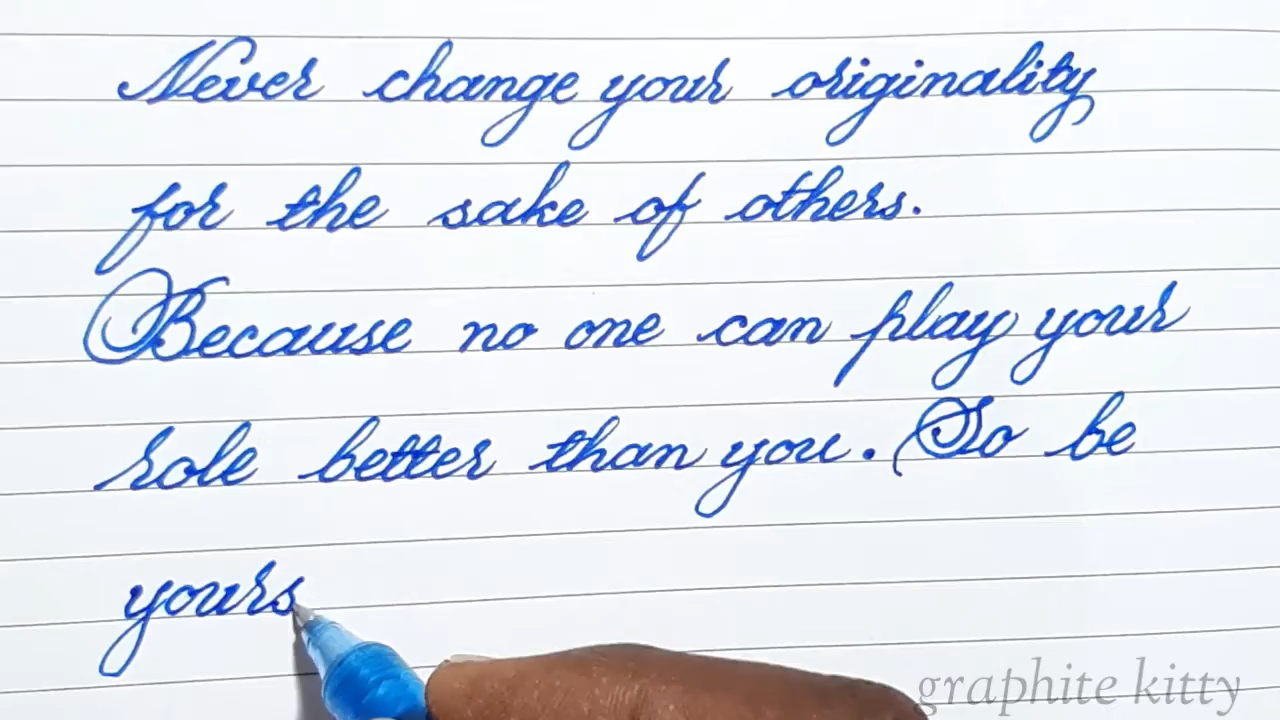 Never change your originality
for the sake of others.
Because no one can play your
role better than you. So be
yours
graphite kitty